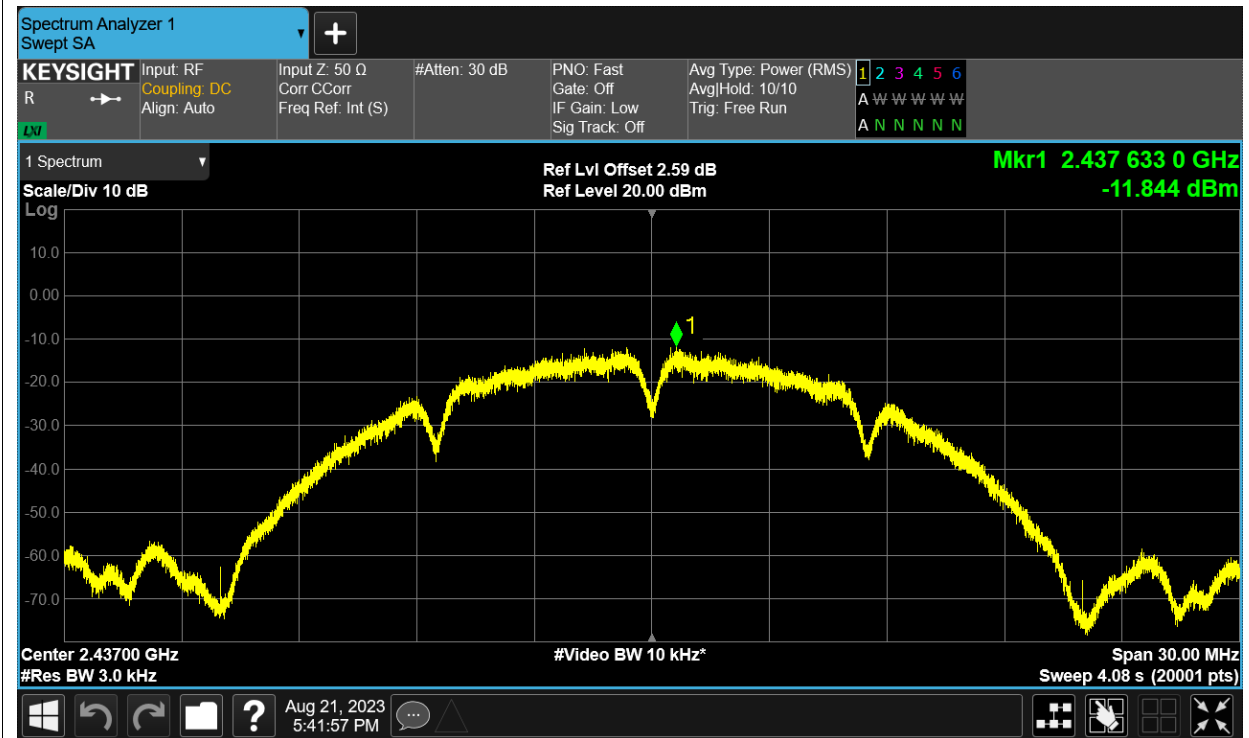 Spectrum Analyzer 1
Swept SA
KEYSIGHT
R
LXI
Input: RF
Coupling: DC
Align: Auto
Input Z: 50 Ω
Corr CCorr
Freq Ref: Int (S)
#Atten: 30 dB
PNO: Fast
Gate: Off
IF Gain: Low
Sig Track: Off
Avg Type: Power (RMS)
Avg|Hold: 10/10
Trig: Free Run
1 2 3 4 5 6
A W W W W W
A N N N N N
1 Spectrum
Scale/Div 10 dB
Ref Lvl Offset 2.59 dB
Ref Level 20.00 dBm
Mkr1 2.437 633 0 GHz
-11.844 dBm
Log
10.0
0.00
-10.0
-20.0
-30.0
-40.0
-50.0
-60.0
-70.0
1
Center 2.43700 GHz
#Res BW 3.0 kHz
#Video BW 10 kHz*
Span 30.00 MHz
Sweep 4.08 s (20001 pts)
?
Aug 21, 2023
5:41:57 PM